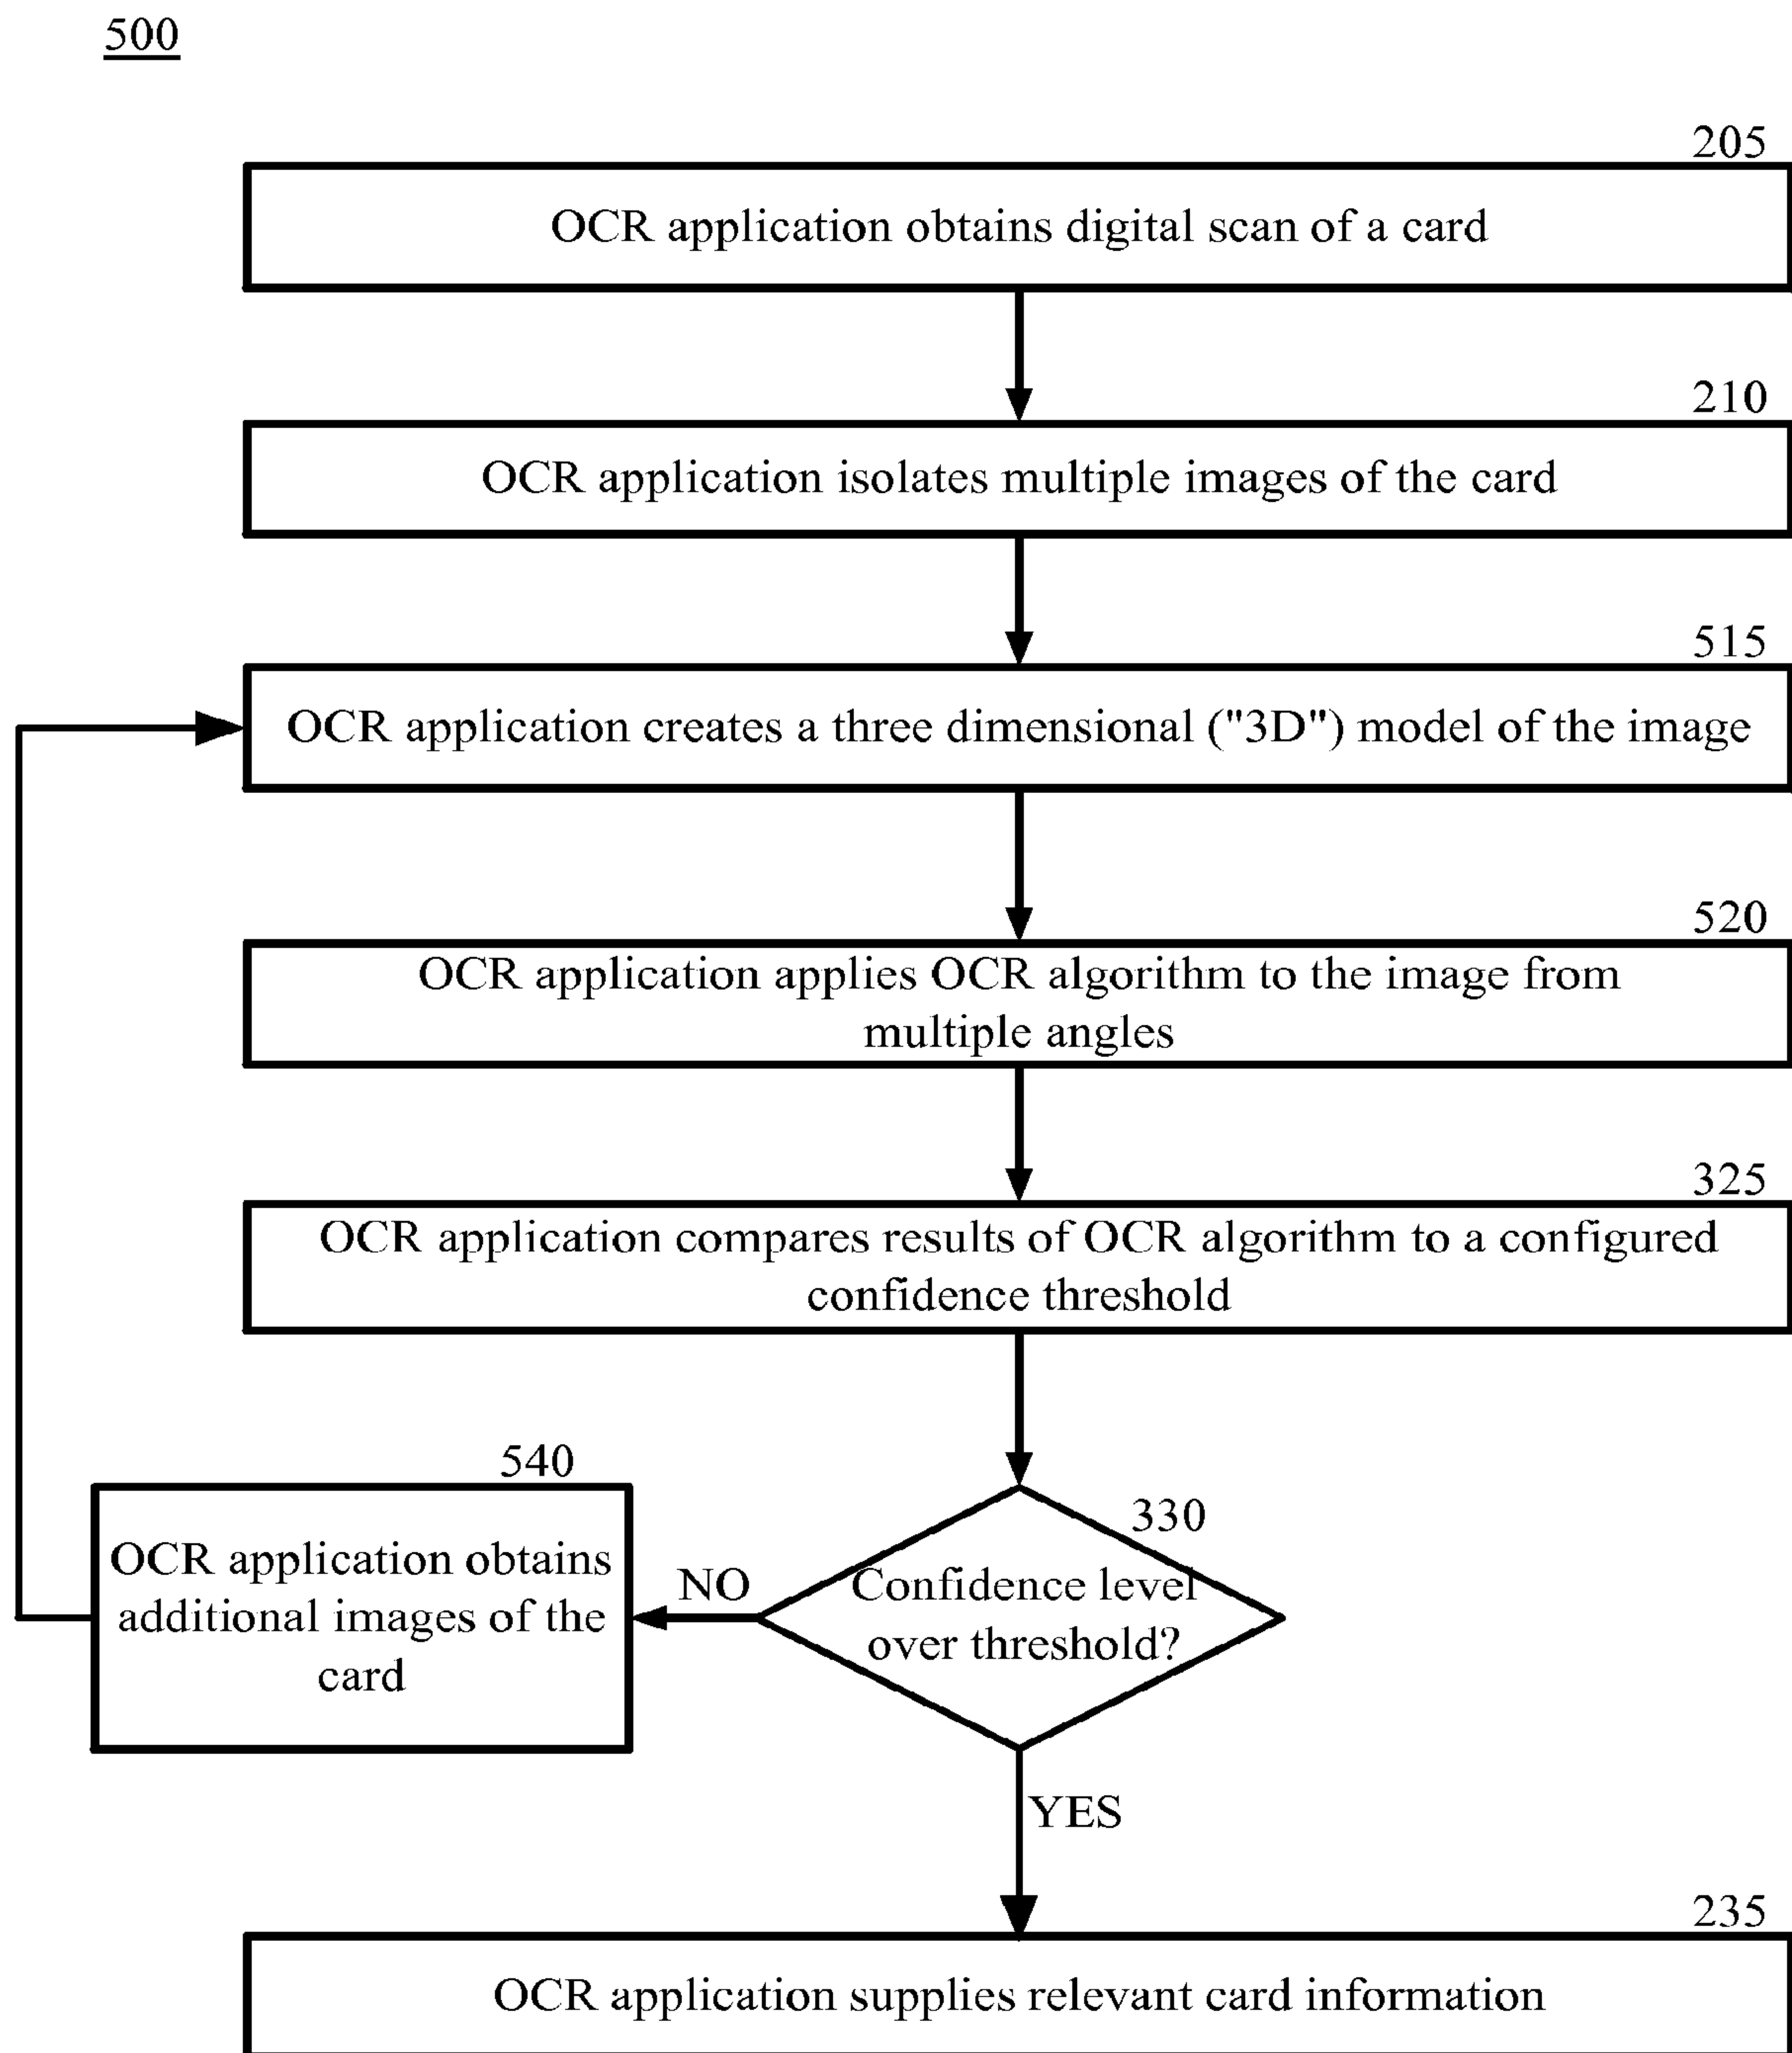 500
205
OCR application obtains digital scan of a card
210
OCR application isolates multiple images of the card
515
OCR application creates a three dimensional ("3D") model of the image
520
OCR application applies OCR algorithm to the image from
multiple angles
325
OCR application compares results of OCR algorithm to a configured
confidence threshold
540
OCR application obtains
additional images of the
card
NO
330
Confidence level
over threshold?
YES
235
OCR application supplies relevant card information